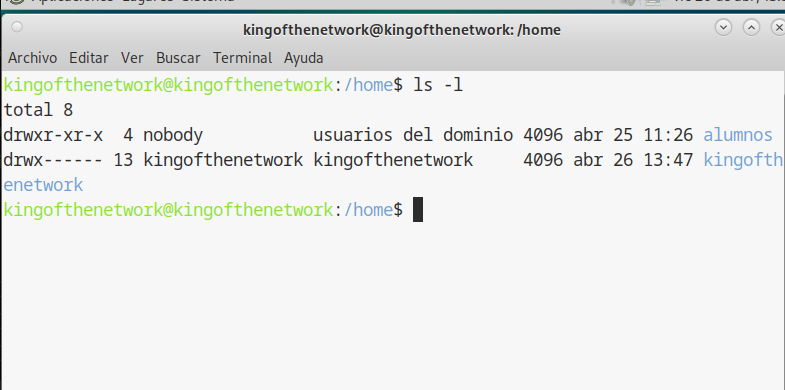 Aplicaciones Lugares Sistema
kingofthenetwork@kingofthenetwork: /home
Archivo Editar Ver Buscar Terminal Ayuda
kingofthenetwork@kingofthenetwork:/home$ ls -l
total 8
drwxr-xr-x  4 nobody           usuarios del dominio 4096 abr 25 11:26 alumnos
drwx------ 13 kingofthenetwork kingofthenetwork     4096 abr 26 13:47 kingofth
enetwork
kingofthenetwork@kingofthenetwork:/home$